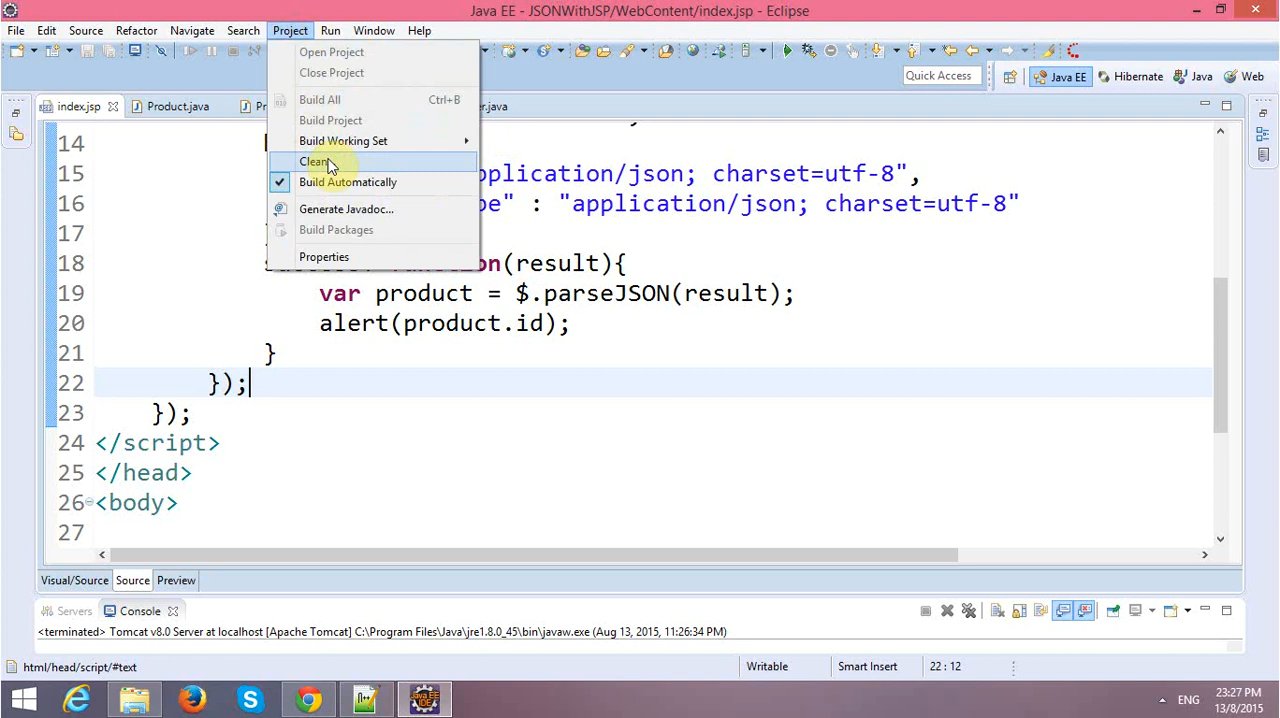 Java EE - JSONWithJSP/WebContent/index.jsp - Eclipse
File Edit Source Refactor Navigate Search Project Run Window Help
Open Project
Close Project
Build All Ctrl+B
Build Project
Build Working Set
Clean
Build Automatically
Generate Javadoc...
Build Packages
Properties
Quick Access
Java EE Hibernate Java Web
index.jsp Product.java Pr er.java
14
15 pplication/json; charset=utf-8",
16 pe" : "application/json; charset=utf-8"
17
18 on(result){
19 var product = $.parseJSON(result);
20 alert(product.id);
21 }
22 });
23 });
24 </script>
25 </head>
26 <body>
27
Visual/Source Source Preview
Servers Console
<terminated> Tomcat v8.0 Server at localhost [Apache Tomcat] C:\Program Files\Java\jre1.8.0_45\bin\javaw.exe (Aug 13, 2015, 11:26:34 PM)
html/head/script/#text Writable Smart Insert 22 : 12
Java EE
IDE
ENG
23:27 PM
13/8/2015